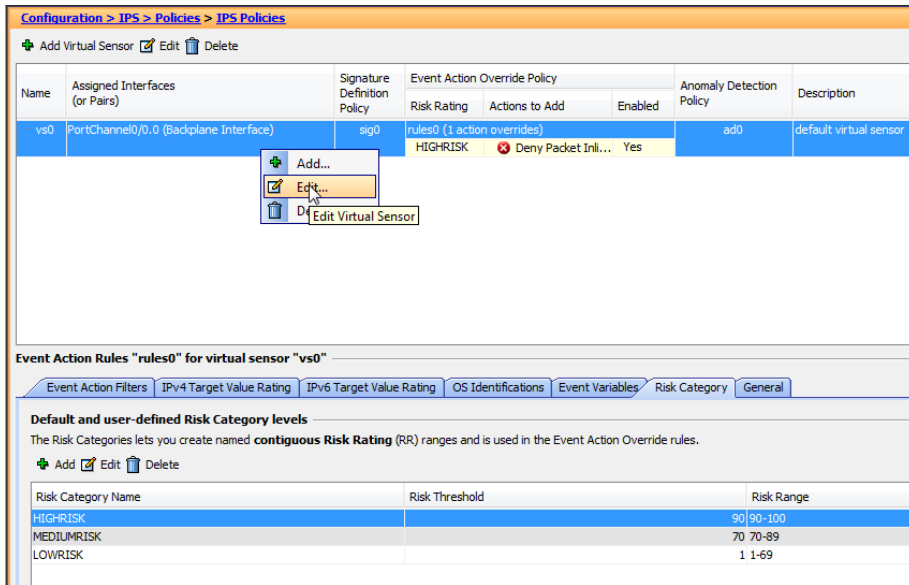 Configuration > IPS > Policies > IPS Policies
Add Virtual Sensor Edit Delete
Name Assigned Interfaces (or Pairs) Signature Definition Policy Event Action Override Policy Anomaly Detection Policy Description
Risk Rating Actions to Add Enabled
vs0 PortChannel0/0.0 (Backplane Interface) sig0 rules0 (1 action overrides) ad0 default virtual sensor
HIGHRISK Deny Packet Inli... Yes
Add...
Edit...
Edit Virtual Sensor
Event Action Rules "rules0" for virtual sensor "vs0"
Event Action Filters IPv4 Target Value Rating IPv6 Target Value Rating OS Identifications Event Variables Risk Category General
Default and user-defined Risk Category levels
The Risk Categories lets you create named contiguous Risk Rating (RR) ranges and is used in the Event Action Override rules.
Add Edit Delete
Risk Category Name Risk Threshold Risk Range
HIGHRISK 90 90-100
MEDIUMRISK 70 70-89
LOWRISK 1 1-69